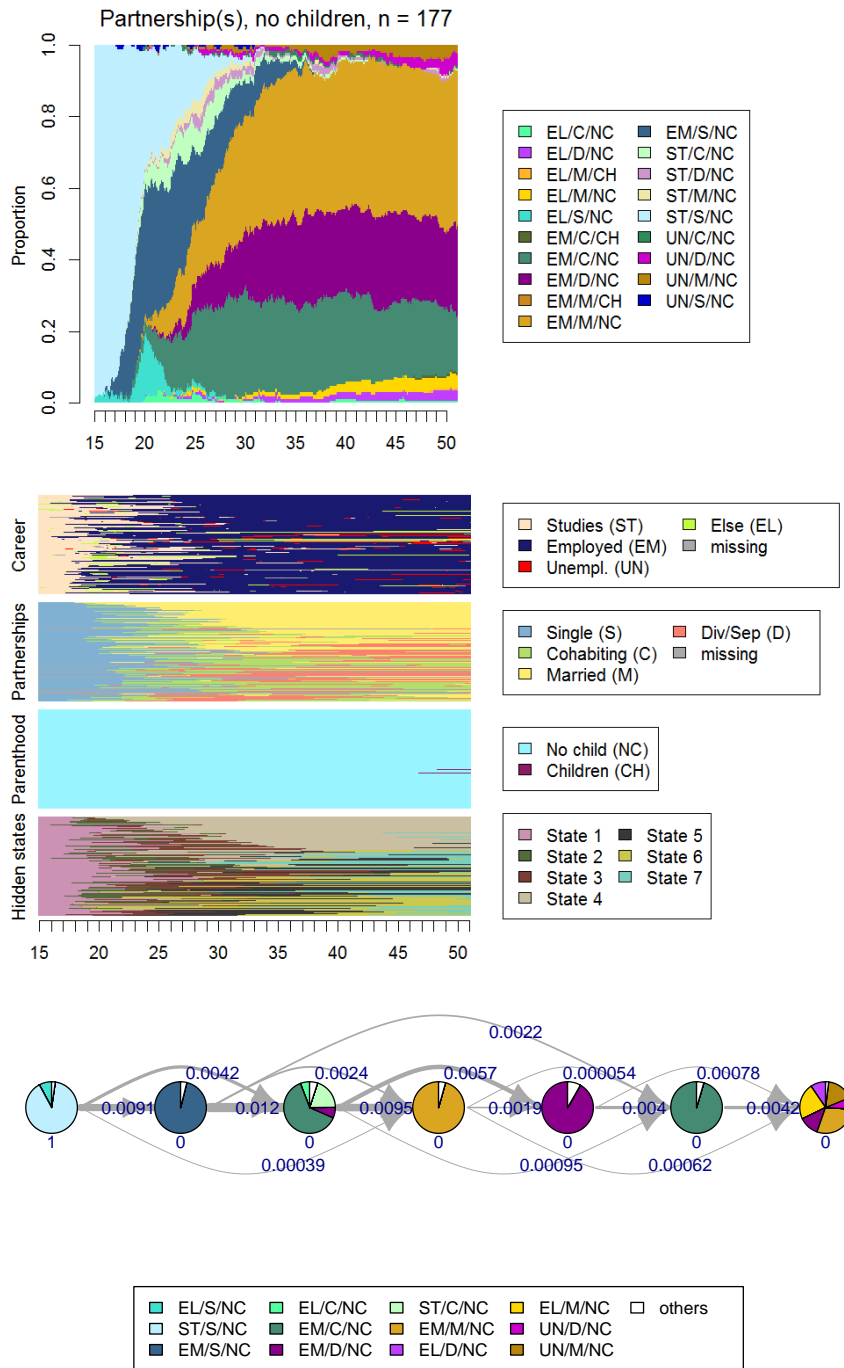 Partnership(s), no children, n = 177
Proportion
0.0 0.2 0.4 0.6 0.8 1.0
15 20 25 30 35 40 45 50
EL/C/NC EM/S/NC
EL/D/NC ST/C/NC
EL/M/CH ST/D/NC
EL/M/NC ST/M/NC
EL/S/NC ST/S/NC
EM/C/CH UN/C/NC
EM/C/NC UN/D/NC
EM/D/NC UN/M/NC
EM/M/CH UN/S/NC
EM/M/NC
Career
Studies (ST) Else (EL)
Employed (EM) missing
Unempl. (UN)
Partnerships
Single (S) Div/Sep (D)
Cohabiting (C) missing
Married (M)
Parenthood
No child (NC)
Children (CH)
Hidden states
State 1 State 5
State 2 State 6
State 3 State 7
State 4
15 20 25 30 35 40 45 50
0.0022
0.0042 0.0024 0.0057 0.000054 0.00078
0.0091 0.012 0.0095 0.0019 0.004 0.0042
1 0 0 0 0 0 0
0.00039 0.00095 0.00062
EL/S/NC EL/C/NC ST/C/NC EL/M/NC others
ST/S/NC EM/C/NC EM/M/NC UN/D/NC
EM/S/NC EM/D/NC EL/D/NC UN/M/NC